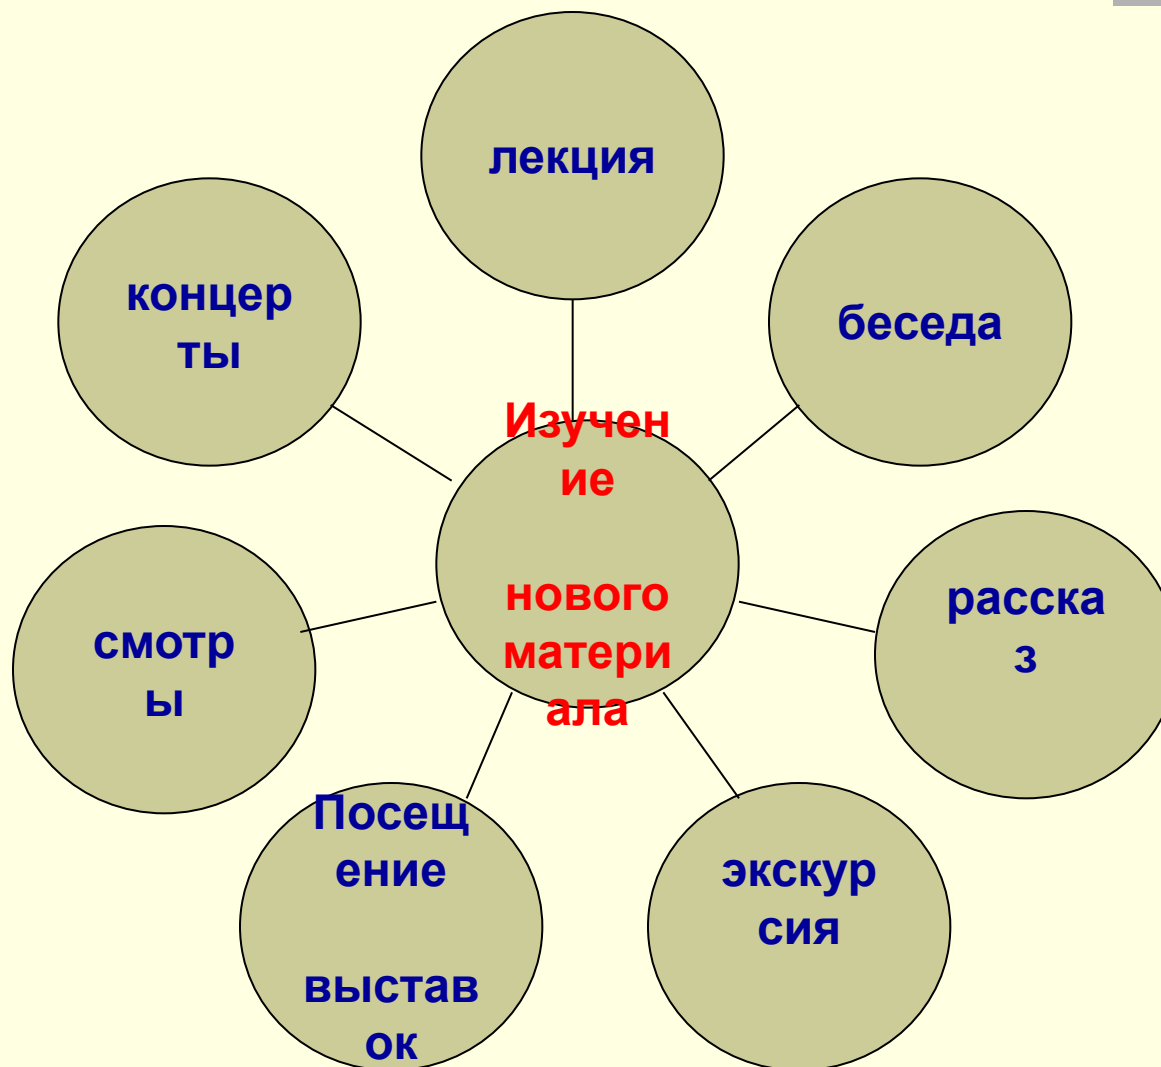 лекция
концер
ты
беседа
Изучен
ие
нового
матери
ала
расска
з
смотр
ы
Посещ
ение
выстав
ок
экскур
сия